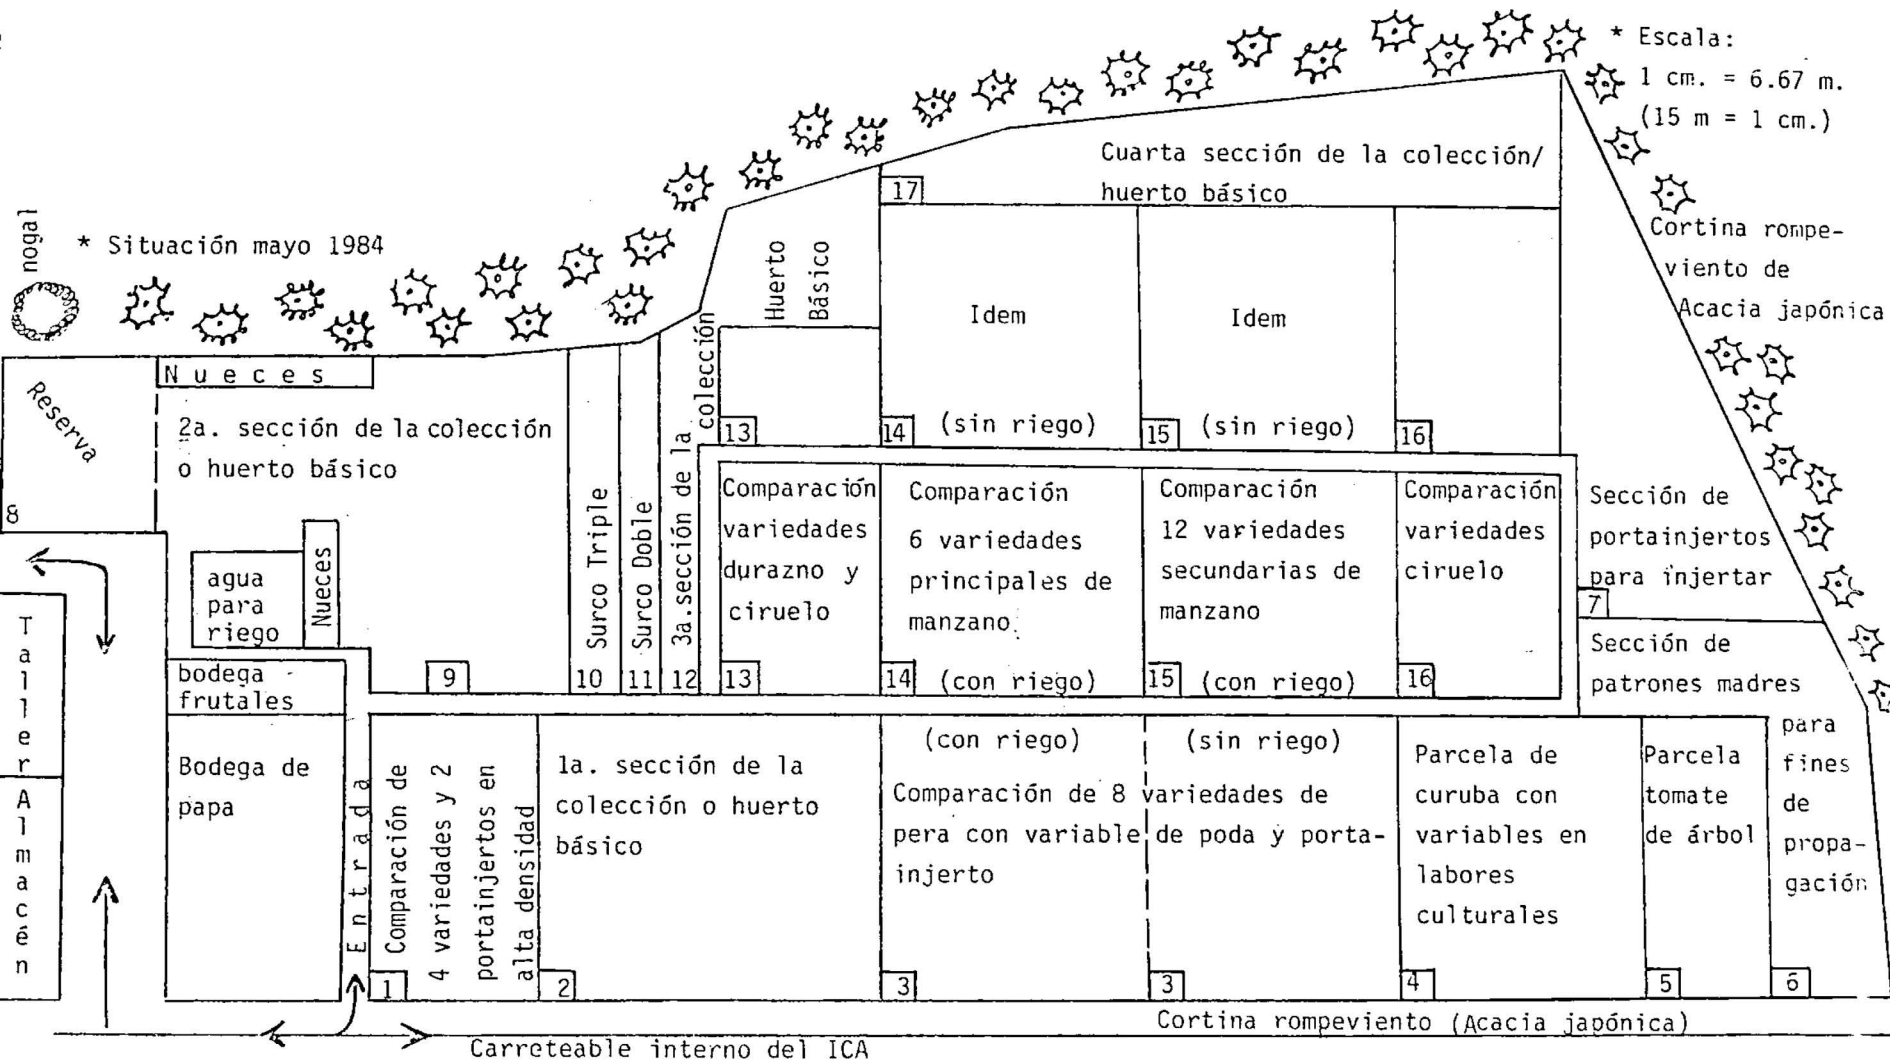 * Escala:
1 cm. = 6.67 m.
(15 m = 1 cm.)
Cuarta sección de la colección/
huerto básico
17
nogal
* Situación mayo 1984
Cortina rompe-
viento de
Acacia japónica
Huerto
Básico
Idem
Idem
Nueces
Reserva
8
2a. sección de la colección
o huerto básico
13
14
(sin riego)
15
(sin riego)
16
Surco Triple
Surco Doble
3a.sección de la colección
Comparación
variedades
durazno y
ciruelo
Comparación
6 variedades
principales de
manzano
Comparación
12 variedades
secundarias de
manzano
Comparación
variedades
ciruelo
Sección de
portainjertos
para injertar
7
agua
para
riego
Nueces
Sección de
patrones madres
para
fines
de
propa-
gación
bodega
frutales
9
10
11
12
13
14
(con riego)
15
(con riego)
16
Taller
Almacén
Bodega de
papa
Entrada
Comparación de
4 variedades y 2
portainjertos en
alta densidad
1a. sección de la
colección o huerto
básico
(con riego)
(sin riego)
Comparación de 8 variedades de
pera con variable de poda y porta-
injerto
Parcela de
curuba con
variables en
labores
culturales
Parcela
tomate
de árbol
1
2
3
3
4
5
6
Cortina rompeviento (Acacia japónica)
Carreteable interno del ICA